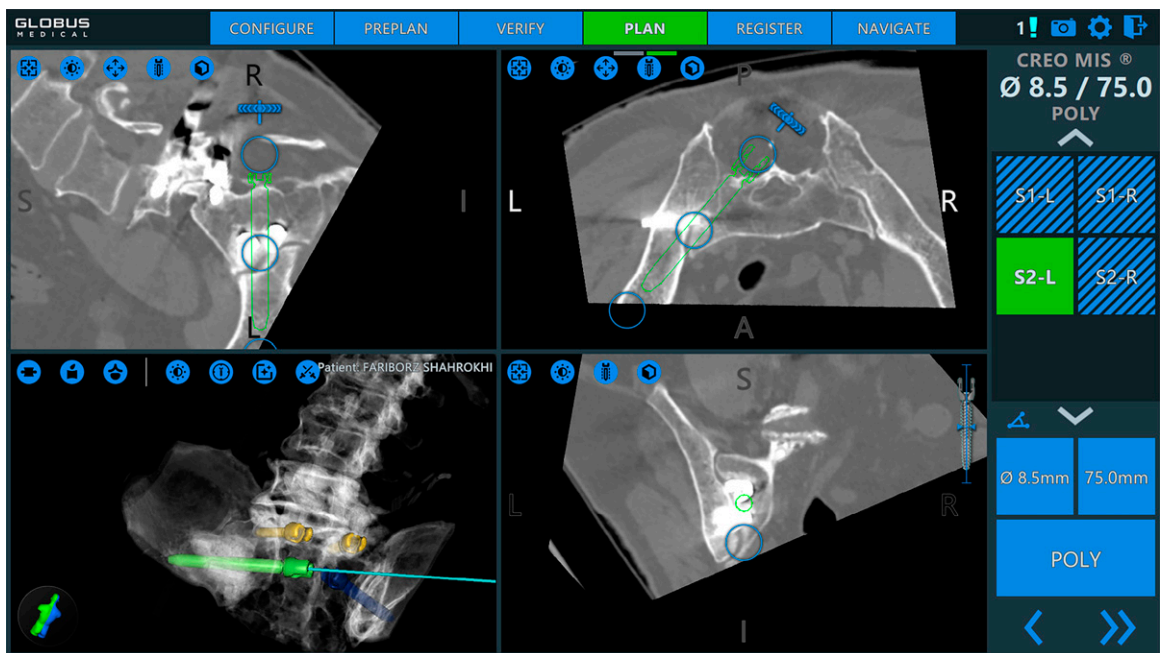 GLOBUS
MEDICAL
CONFIGURE
PREPLAN
VERIFY
PLAN
REGISTER
NAVIGATE
1!
R
S
I
L
P
L
R
A
CREO MIS ®
Ø 8.5 / 75.0
POLY
S1-L
S1-R
S2-L
S2-R
Patient: FARIBORZ SHAHROKHI
S
L
R
I
Ø 8.5mm
75.0mm
POLY